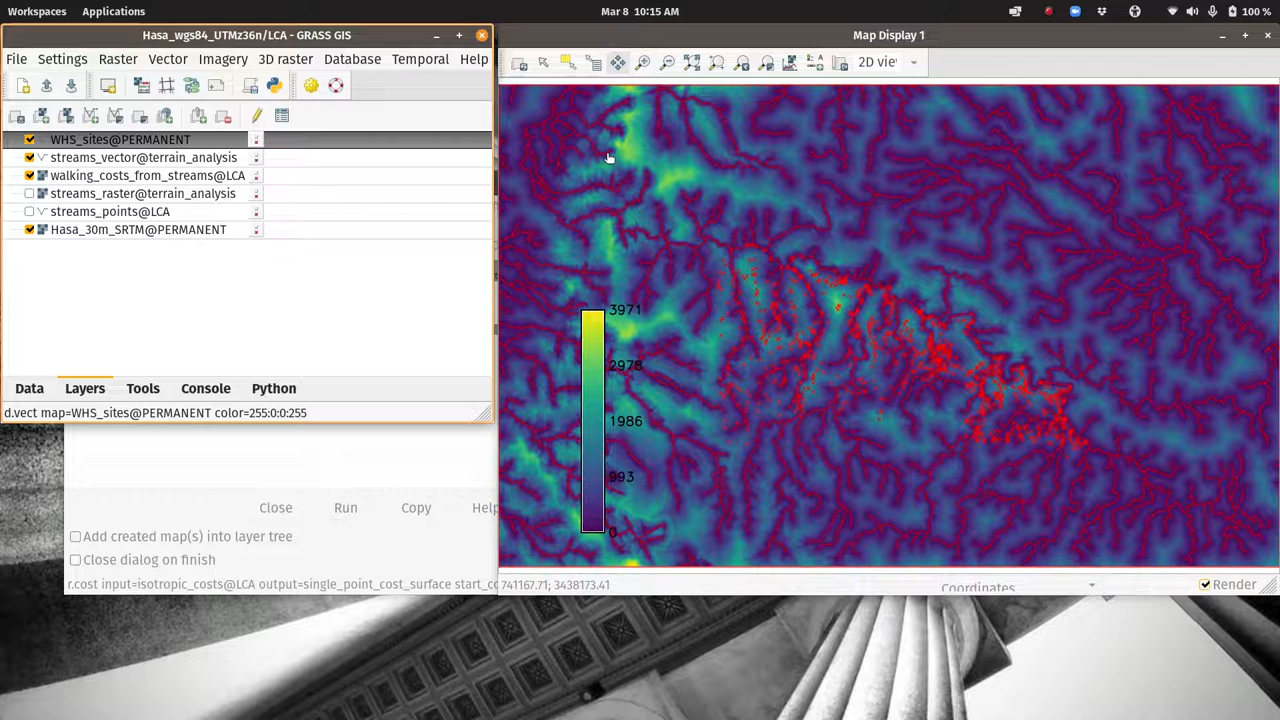 Workspaces Applications Mar 8 10:15 AM 100 %
Hasa_wgs84_UTMz36n/LCA - GRASS GIS
File Settings Raster Vector Imagery 3D raster Database Temporal Help
WHS_sites@PERMANENT
streams_vector@terrain_analysis
walking_costs_from_streams@LCA
streams_raster@terrain_analysis
streams_points@LCA
Hasa_30m_SRTM@PERMANENT
Data Layers Tools Console Python
d.vect map=WHS_sites@PERMANENT color=255:0:0:255
Close Run Copy Help
Add created map(s) into layer tree
Close dialog on finish
r.cost input=isotropic_costs@LCA output=single_point_cost_surface start_co
Map Display 1
2D vie
3971
2978
1986
993
0
741167.71; 3438173.41
Coordinates
Render